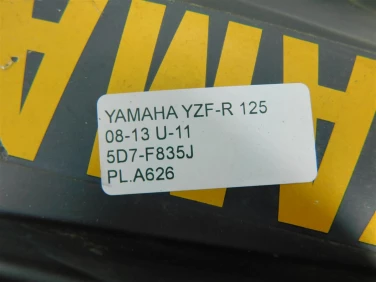 YAMAHA YZF-R 125
08-13 U-11
5D7-F835J
PL.A626